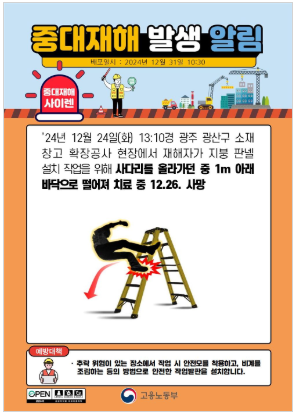 중대재해 발생 알림
배포일시 : 2024년 12월 31일 10:30
중대재해
사이렌
'24년 12월 24일(화) 13:10경 광주 광산구 소재
창고 확장공사 현장에서 재해자가 지붕 판넬
설치 작업을 위해 사다리를 올라가던 중 1m 아래
바닥으로 떨어져 치료 중 12.26. 사망
예방대책
· 추락 위험이 있는 장소에서 작업 시 안전모를 착용하고, 비계를
조립하는 등의 방법으로 안전한 작업발판을 설치합니다.
OPEN
고용노동부